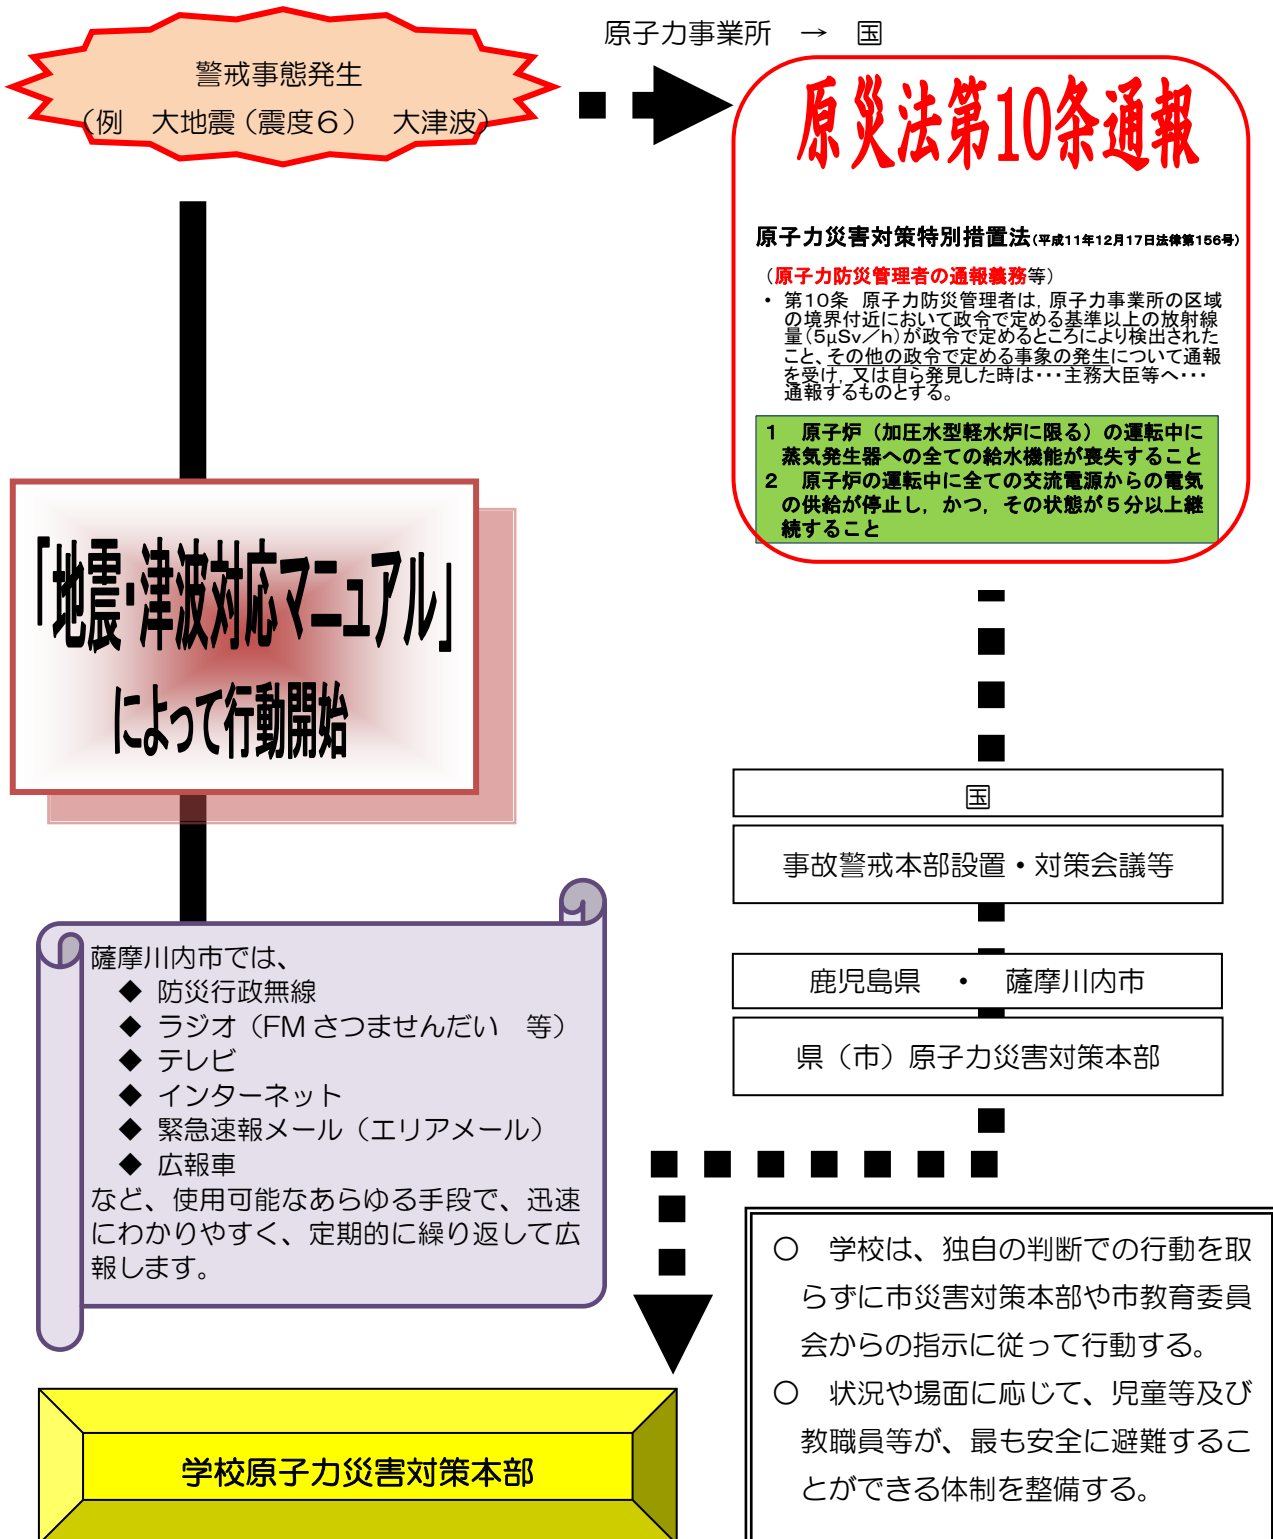 原子力事業所　→　国
警戒事態発生
（例　大地震（震度６）　大津波）
原災法第10条通報
原子力災害対策特別措置法(平成11年12月17日法律第156号)
（原子力防災管理者の通報義務等）
• 第10条 原子力防災管理者は, 原子力事業所の区域
の境界付近において政令で定める基準以上の放射線
量(5μSv／h)が政令で定めるところにより検出された
こと、その他の政令で定める事象の発生について通報
を受け, 又は自ら発見した時は・・・主務大臣等へ・・・
通報するものとする。
１　原子炉（加圧水型軽水炉に限る）の運転中に
蒸気発生器への全ての給水機能が喪失すること
２　原子炉の運転中に全ての交流電源からの電気
の供給が停止し，かつ，その状態が５分以上継
続すること
「地震・津波対応マニュアル」
によって行動開始
国
事故警戒本部設置・対策会議等
鹿児島県　・　薩摩川内市
県（市）原子力災害対策本部
薩摩川内市では、
◆ 防災行政無線
◆ ラジオ（FM さつませんだい　等）
◆ テレビ
◆ インターネット
◆ 緊急速報メール（エリアメール）
◆ 広報車
など、使用可能なあらゆる手段で、迅速
にわかりやすく、定期的に繰り返して広
報します。
○　学校は、独自の判断での行動を取
らずに市災害対策本部や市教育委員
会からの指示に従って行動する。
○　状況や場面に応じて、児童等及び
教職員等が、最も安全に避難するこ
とができる体制を整備する。
学校原子力災害対策本部